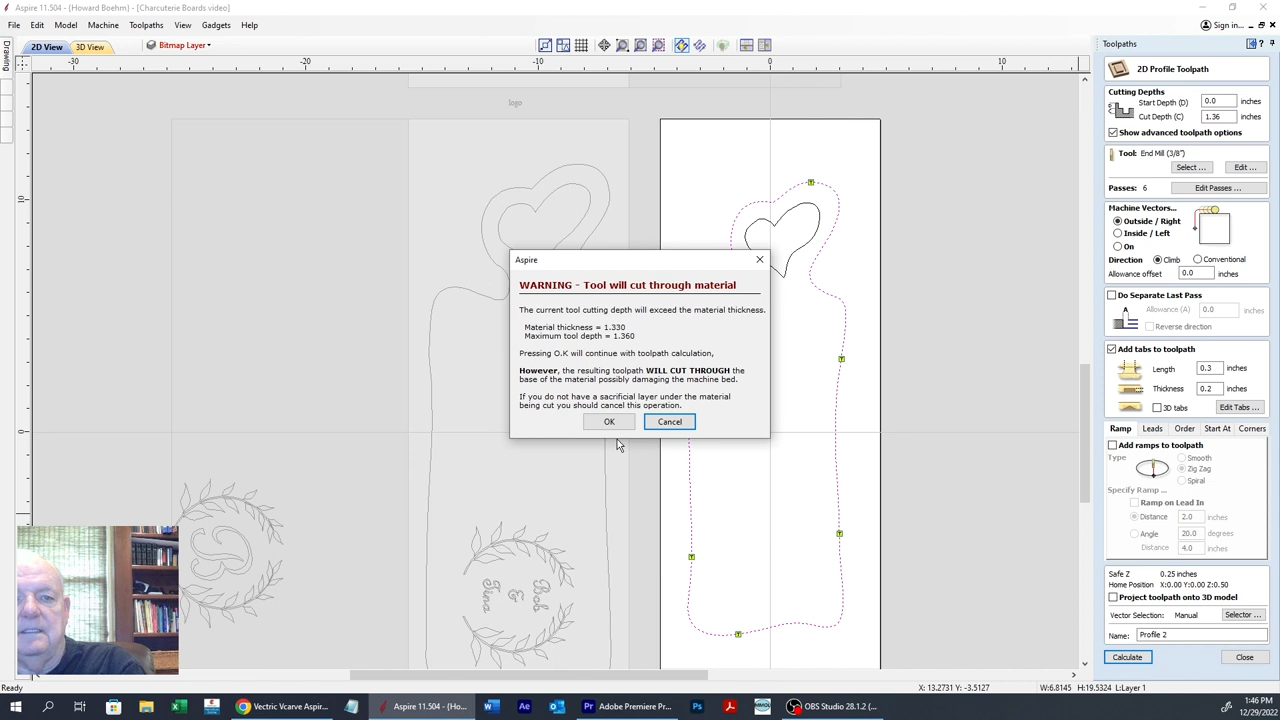 Aspire 11.504 - (Howard Boehm) - (Charcuterie Boards video)
File Edit Model Machine Toolpaths View Gadgets Help
Sign in...
Drawing
2D View 3D View Bitmap Layer
-30 -20 -10 0 10
10
0
logo
Bob
&
Tina
Aspire
WARNING - Tool will cut through material
The current tool cutting depth will exceed the material thickness.
Material thickness = 1.330
Maximum tool depth = 1.360
Pressing O.K will continue with toolpath calculation,
However, the resulting toolpath WILL CUT THROUGH the
base of the material possibly damaging the machine bed.
If you do not have a sacrificial layer under the material
being cut you should cancel this operation.
OK Cancel
T
T
T
T
T
Toolpaths
2D Profile Toolpath
Cutting Depths
Start Depth (D) 0.0 inches
Cut Depth (C) 1.36 inches
Show advanced toolpath options
Tool: End Mill (3/8")
Select ... Edit ...
Passes: 6 Edit Passes ...
Machine Vectors...
Outside / Right
Inside / Left
On
Direction Climb Conventional
Allowance offset 0.0 inches
Do Separate Last Pass
Allowance (A) 0.0 inches
Reverse direction
Add tabs to toolpath
Length 0.3 inches
Thickness 0.2 inches
3D tabs Edit Tabs ...
Ramp Leads Order Start At Corners
Add ramps to toolpath
Type Smooth
Zig Zag
Spiral
Specify Ramp ...
Ramp on Lead In
Distance 2.0 inches
Angle 20.0 degrees
Distance 4.0 inches
Safe Z 0.25 inches
Home Position X:0.00 Y:0.00 Z:0.50
Project toolpath onto 3D model
Vector Selection: Manual Selector ...
Name: Profile 2
Calculate Close
Ready X: 13.2731 Y: -3.5127 W:6.8145 H:19.5324 L:Layer 1
Vectric Vcarve Aspir... Aspire 11.504 - (Ho... Adobe Premiere Pr... OBS Studio 28.1.2 (...
1:46 PM
12/29/2022